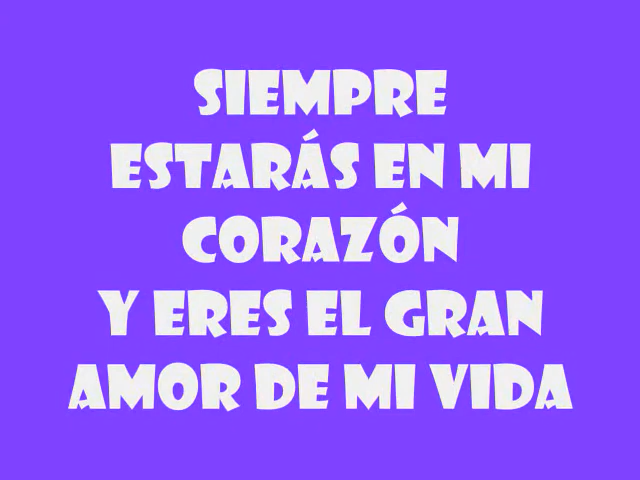 SIEMPRE
ESTARÁS EN MI
CORAZÓN
Y ERES EL GRAN
AMOR DE MI VIDA